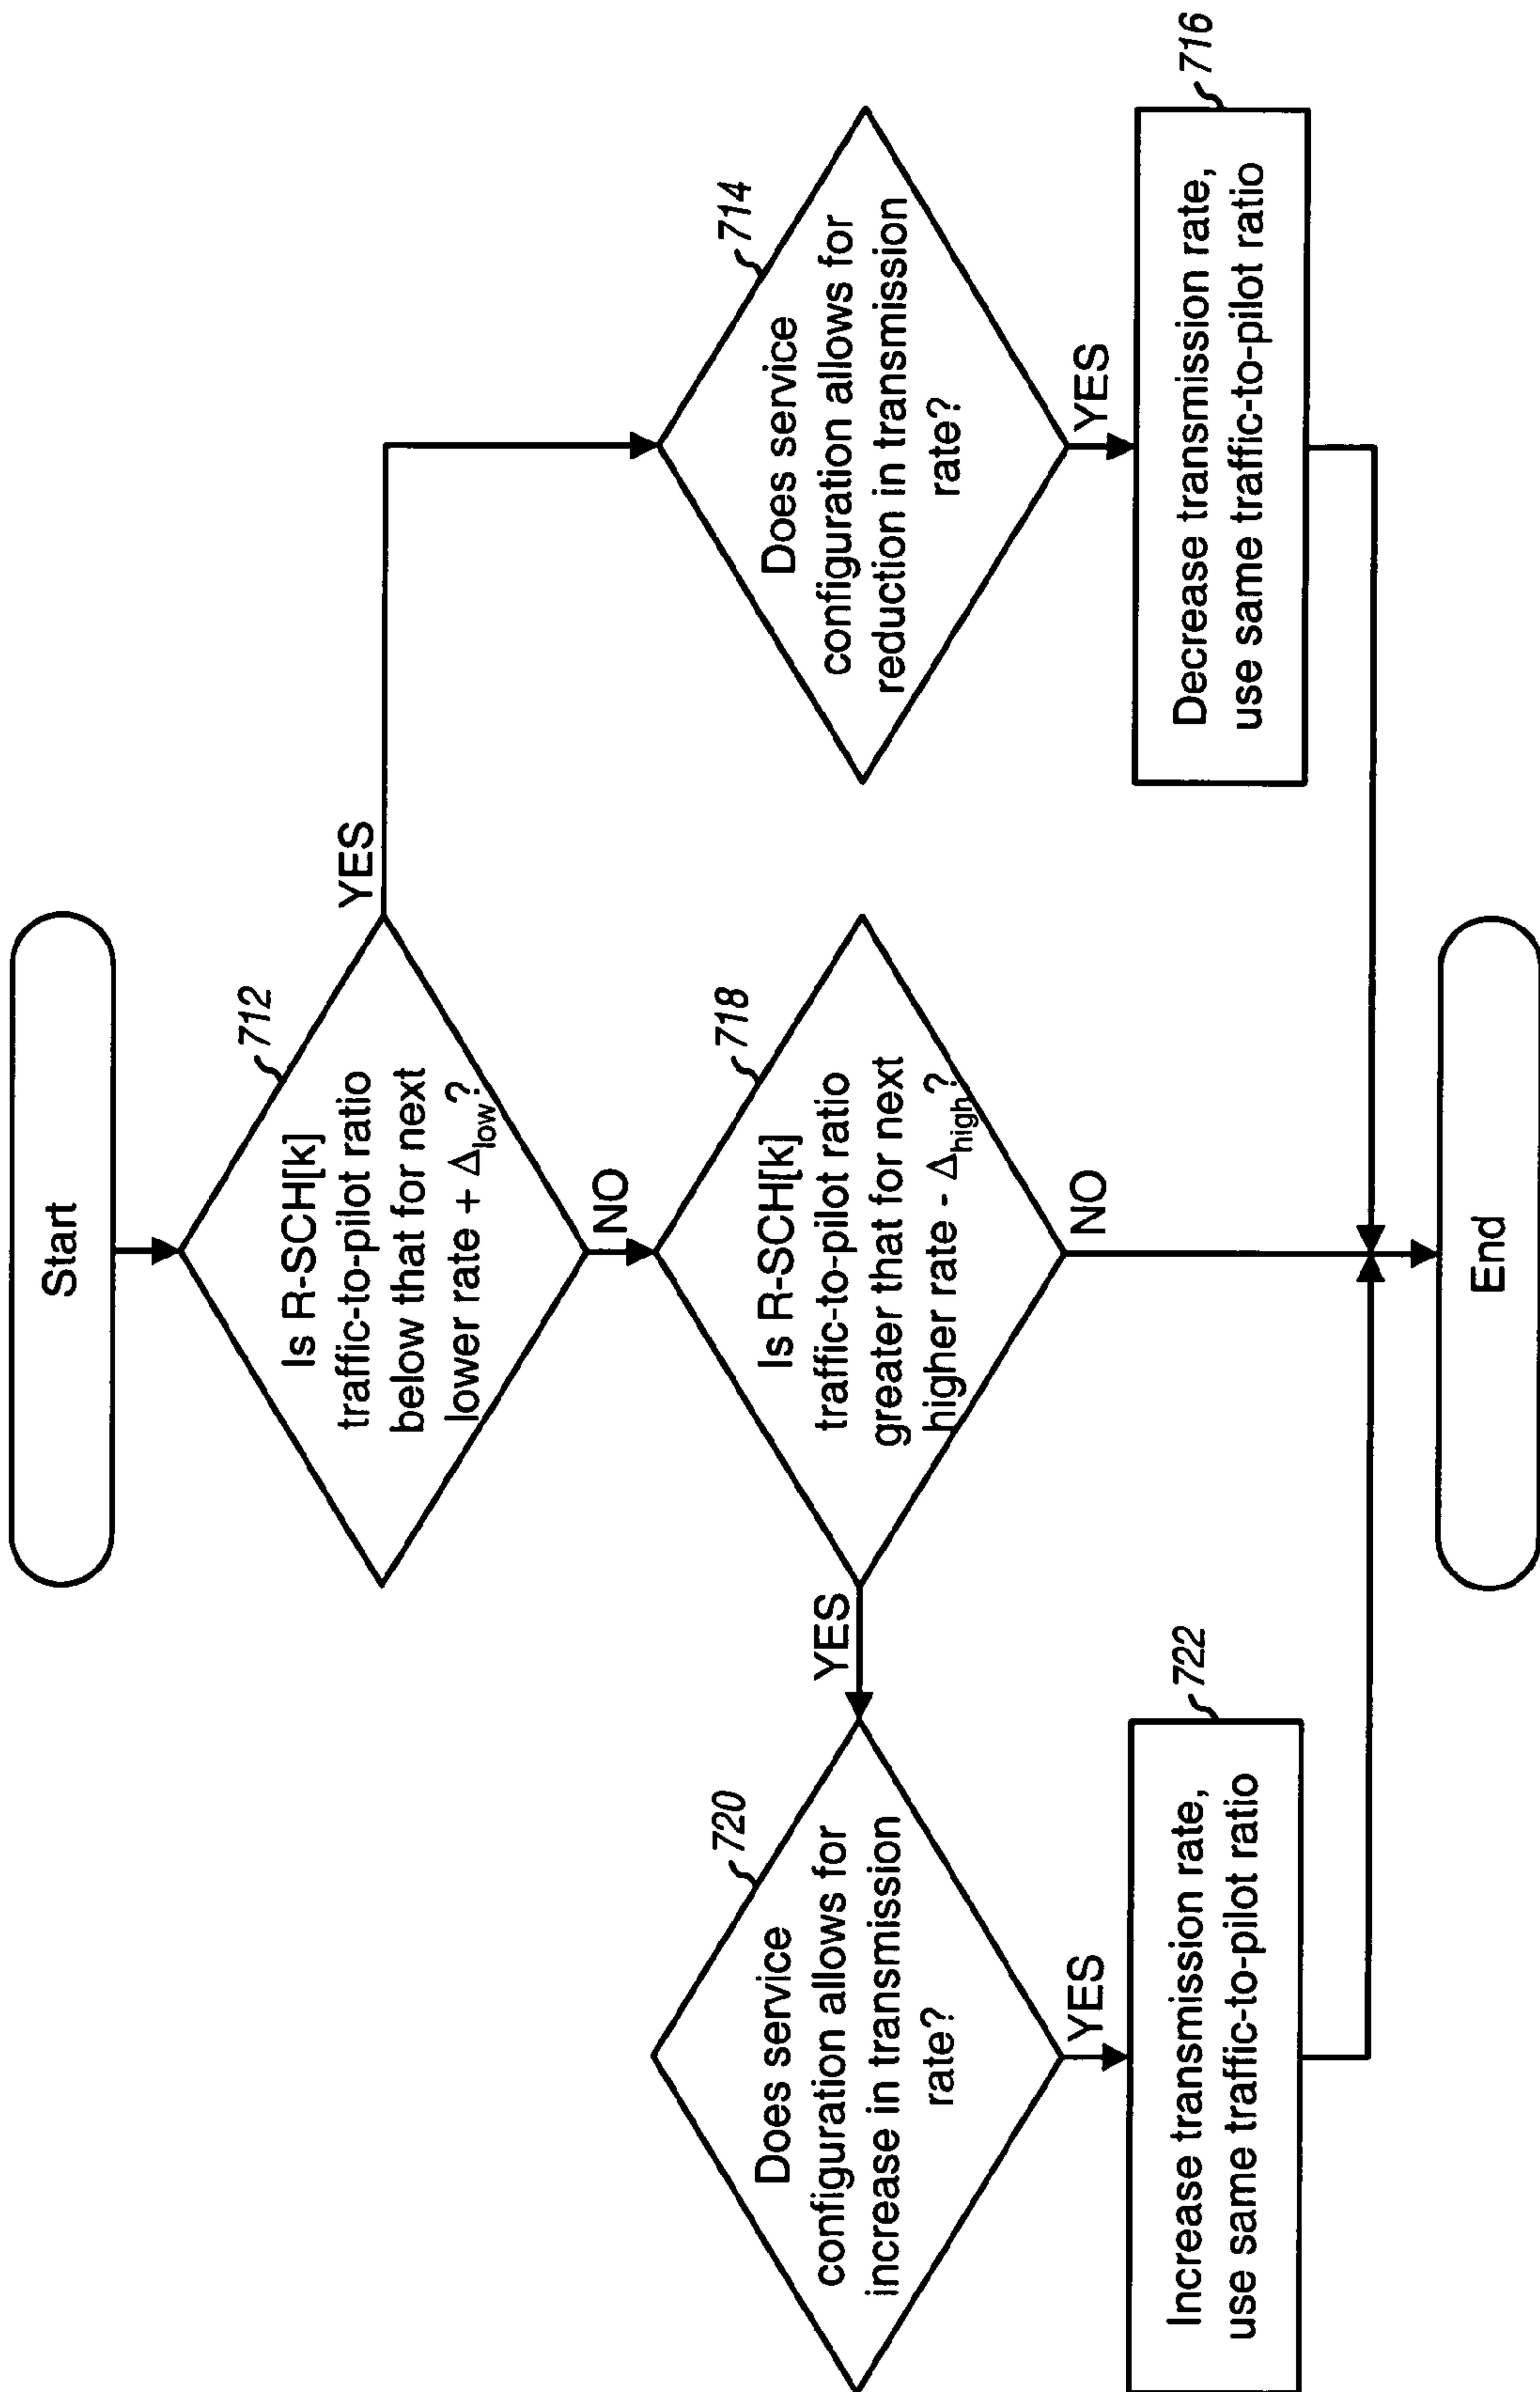 Start
712
Is R-SCH[k]
traffic-to-pilot ratio
below that for next
lower rate + Δlow?
YES
NO
714
Does service
configuration allows for
reduction in transmission
rate?
YES
716
Decrease transmission rate,
use same traffic-to-pilot ratio
718
Is R-SCH[k]
traffic-to-pilot ratio
greater that for next
higher rate - Δhigh?
YES
NO
720
Does service
configuration allows for
increase in transmission
rate?
YES
722
Increase transmission rate,
use same traffic-to-pilot ratio
End